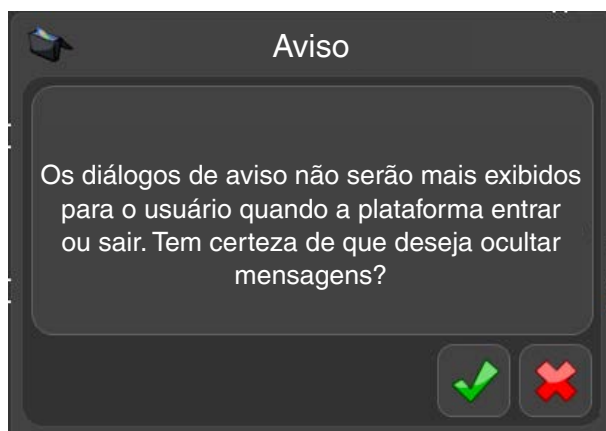 Aviso
Os diálogos de aviso não serão mais exibidos
para o usuário quando a plataforma entrar
ou sair. Tem certeza de que deseja ocultar
mensagens?